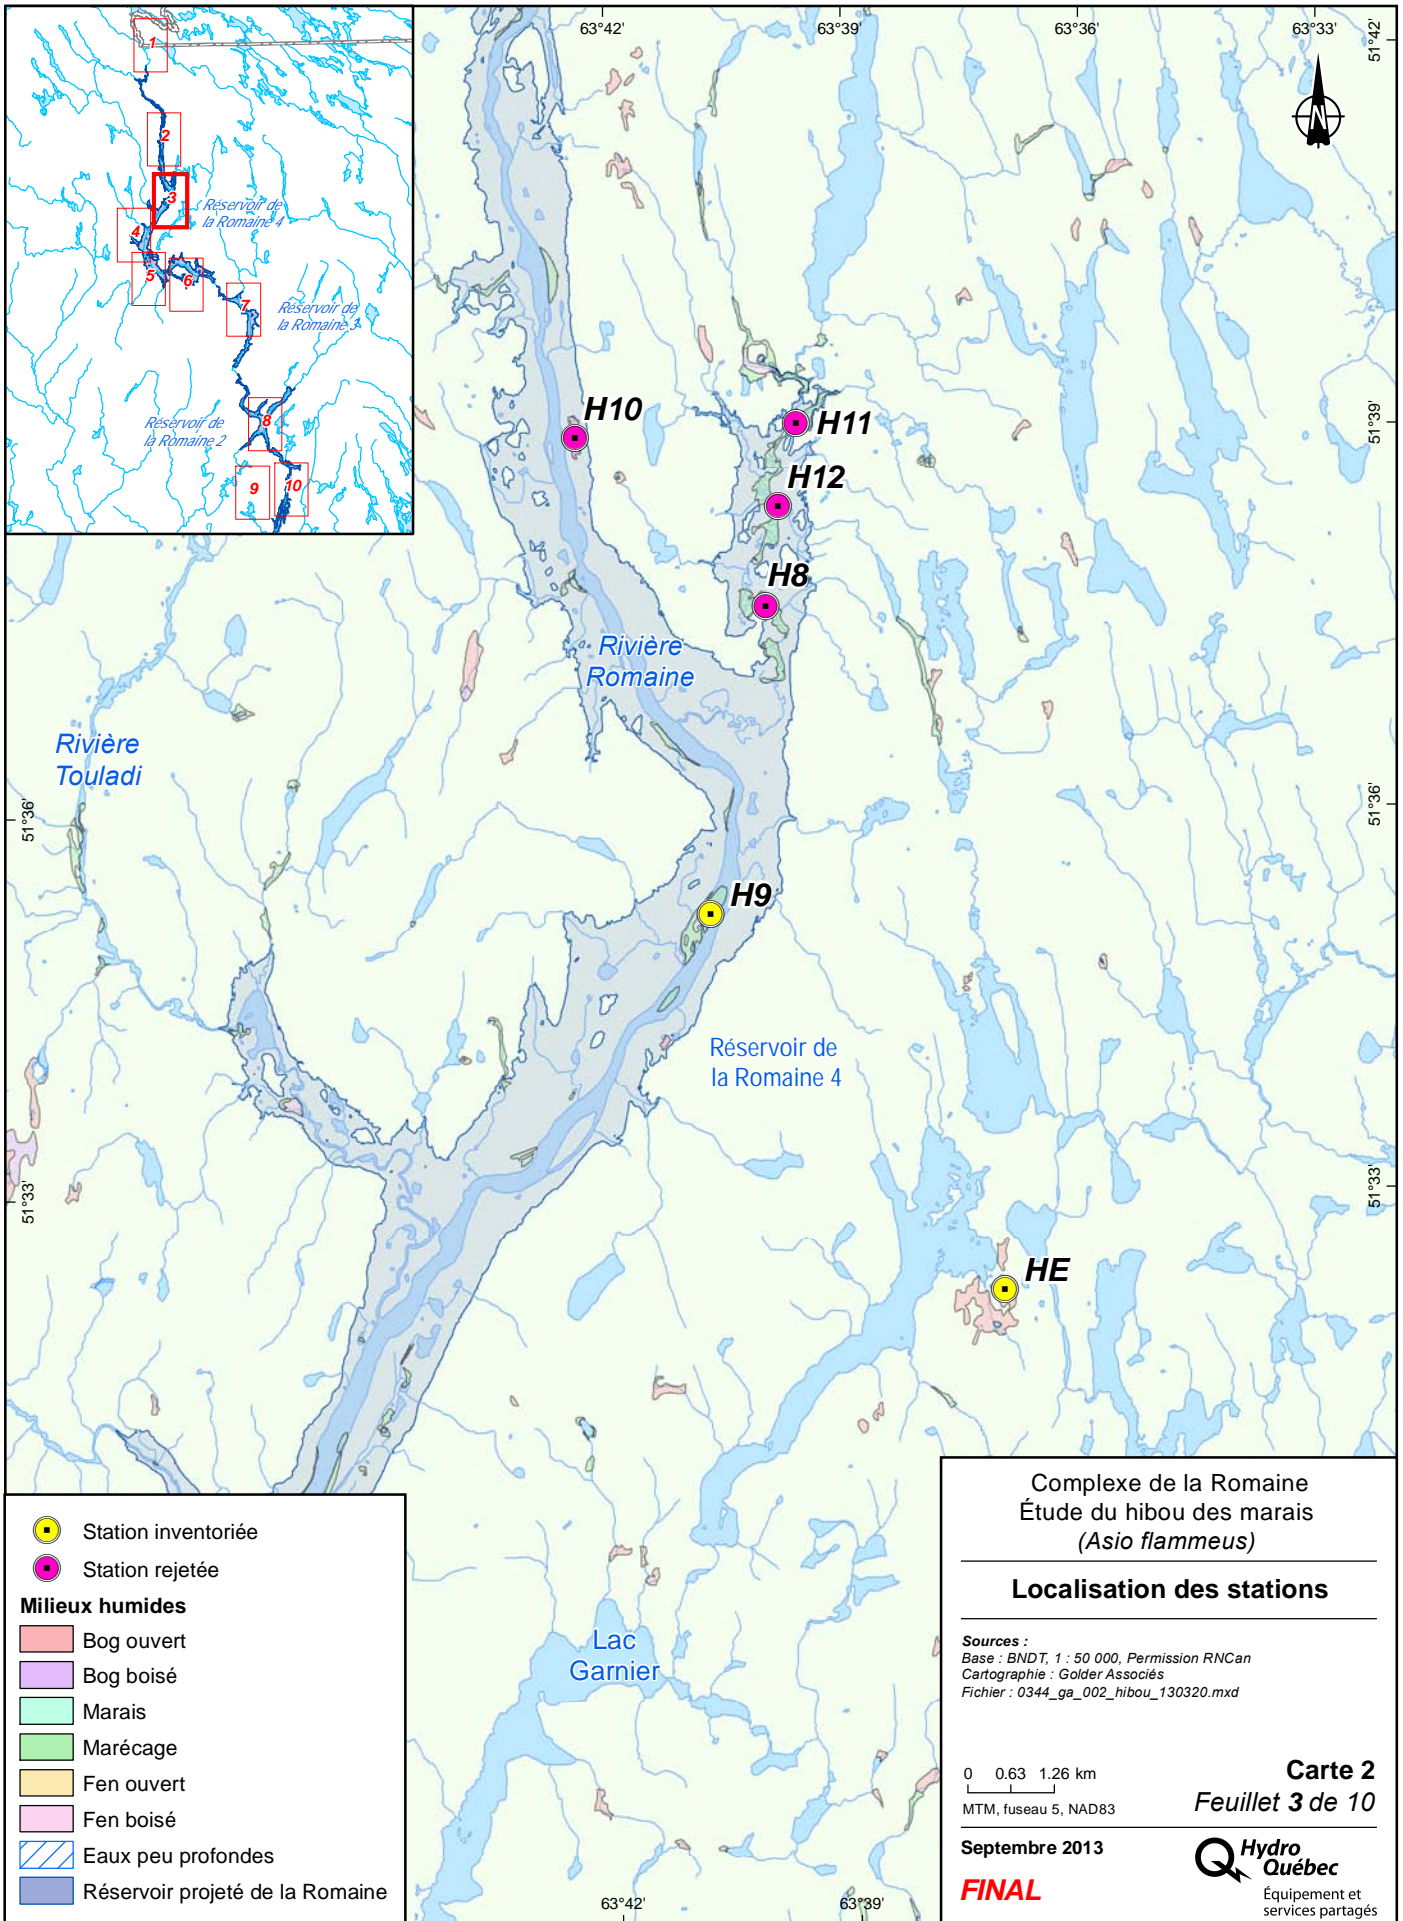 63°42'
63°39'
63°36'
63°33'
51°42'
1
2
3
Réservoir de
la Romaine 4
4
5
6
7
Réservoir de
la Romaine 3
Réservoir de
la Romaine 2
8
9
10
H10
H11
51°39'
H12
H8
Rivière
Romaine
Rivière
Touladi
51°36'
51°36'
H9
Réservoir de
la Romaine 4
51°33'
51°33'
HE
Lac
Garnier
63°42'
63°39'
Station inventoriée
Station rejetée
Milieux humides
Bog ouvert
Bog boisé
Marais
Marécage
Fen ouvert
Fen boisé
Eaux peu profondes
Réservoir projeté de la Romaine
Complexe de la Romaine
Étude du hibou des marais
(Asio flammeus)
Localisation des stations
Sources :
Base : BNDT, 1 : 50 000, Permission RNCan
Cartographie : Golder Associés
Fichier : 0344_ga_002_hibou_130320.mxd
0 0.63 1.26 km
MTM, fuseau 5, NAD83
Carte 2
Feuillet 3 de 10
Septembre 2013
FINAL
Hydro
Québec
Équipement et
services partagés